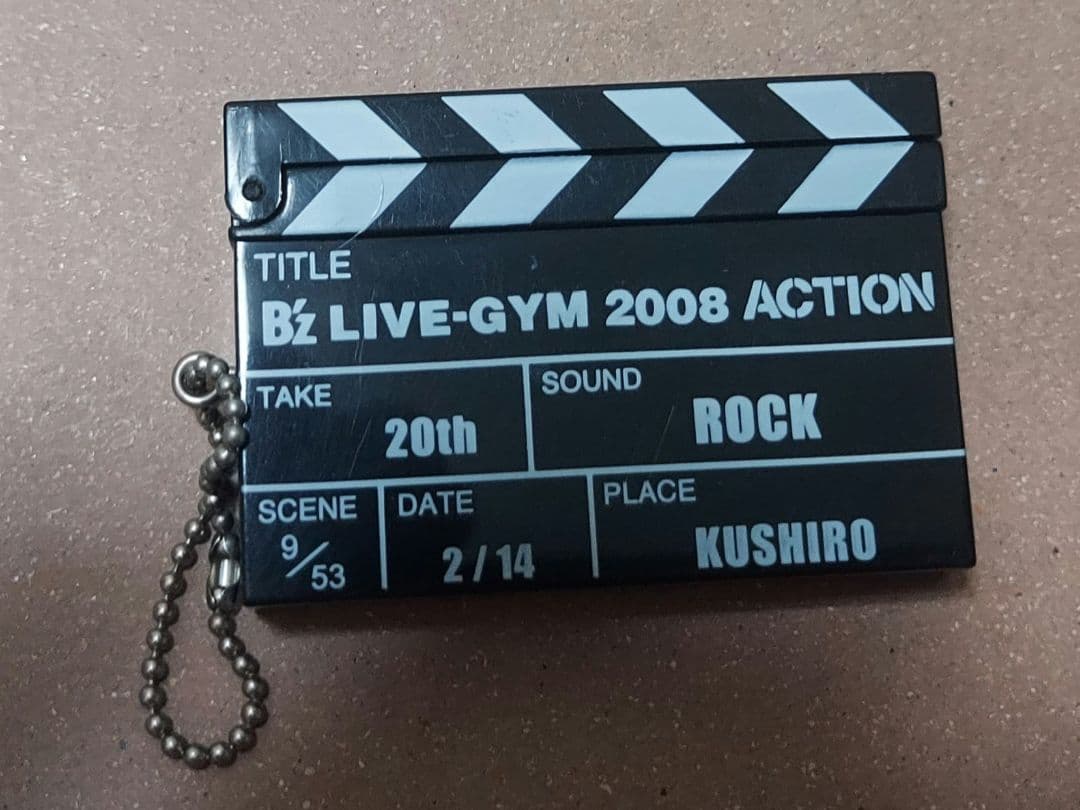 TITLE
B'z LIVE-GYM 2008 ACTION
TAKE
20th
SOUND
ROCK
SCENE
9/53
DATE
2/14
PLACE
KUSHIRO